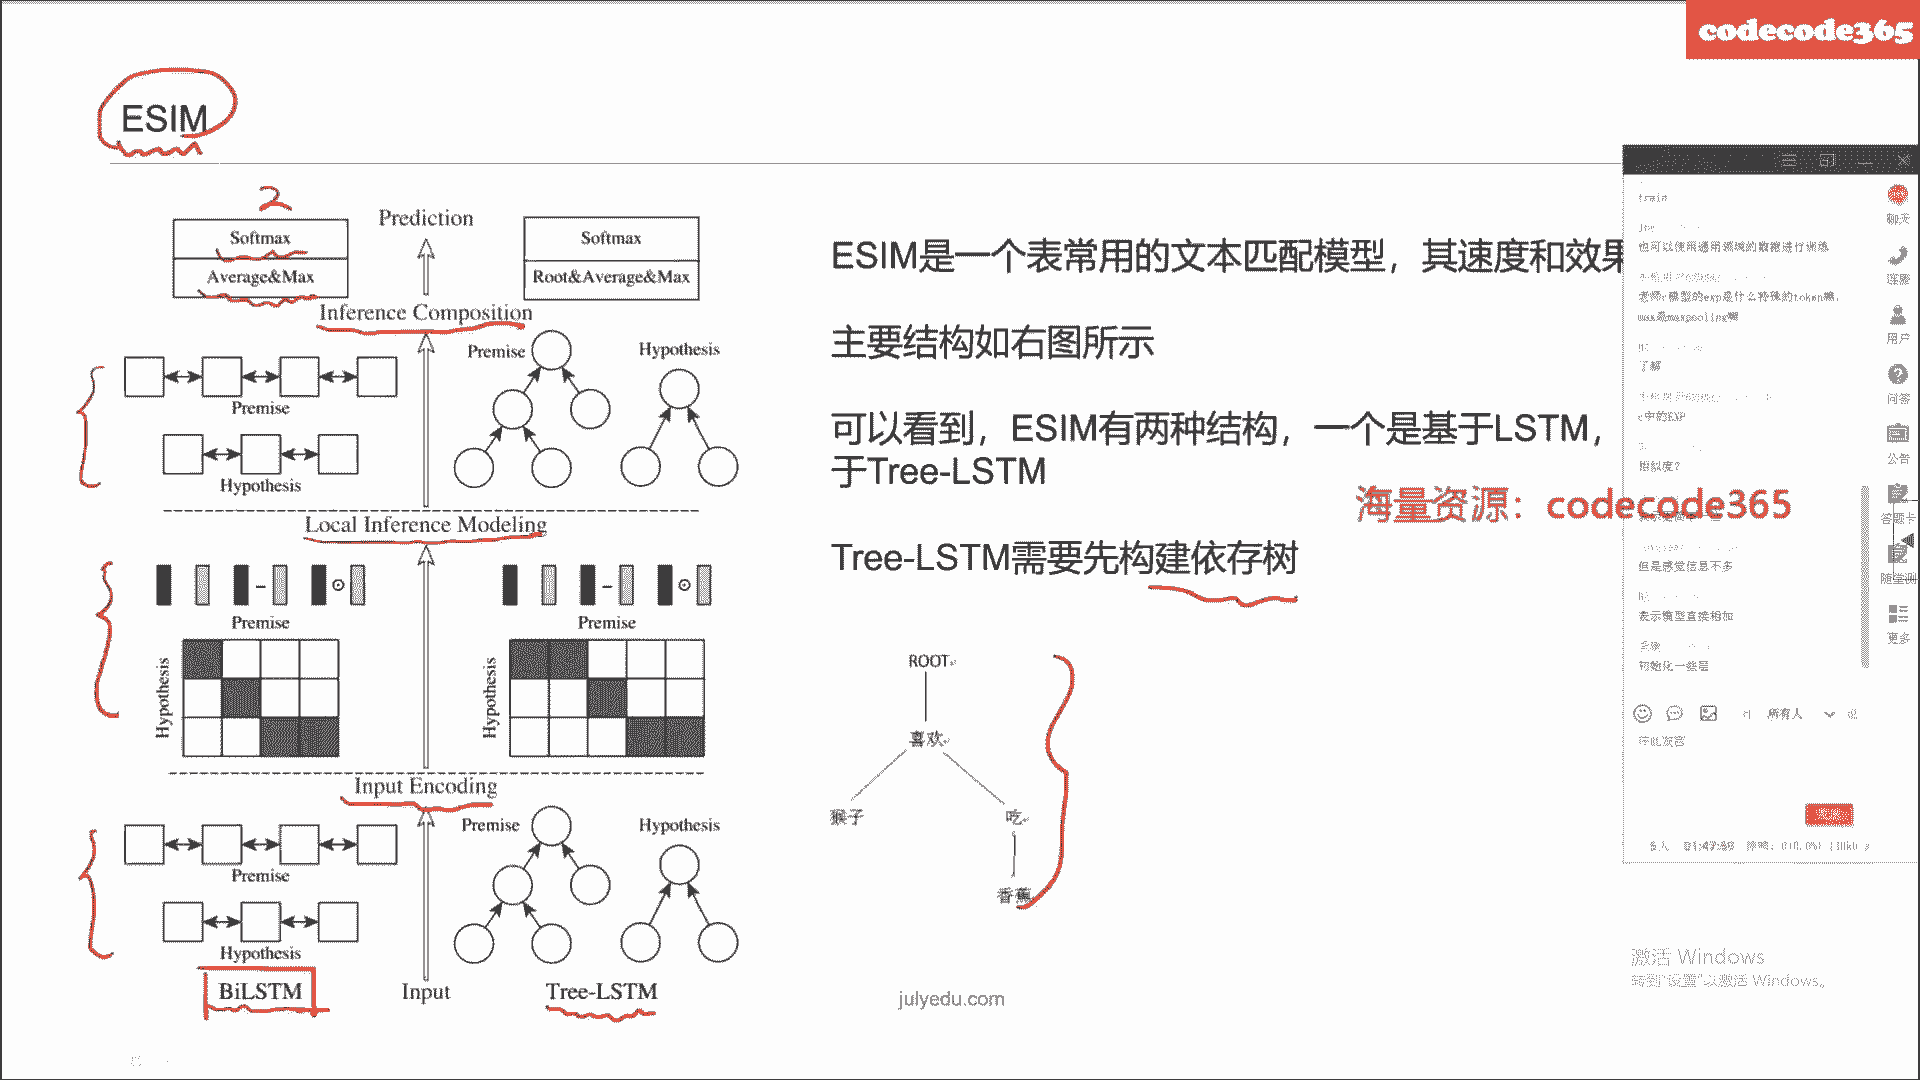 codecode365
ESIM
2
Softmax
Average&Max
Prediction
Softmax
Root&Average&Max
Inference Composition
Premise
Hypothesis
Premise
Hypothesis
Local Inference Modeling
Premise
Hypothesis
Premise
Hypothesis
Input Encoding
Premise
Hypothesis
Premise
Hypothesis
BiLSTM
Input
Tree-LSTM
ESIM是一个表常用的文本匹配模型，其速度和效果
主要结构如右图所示
可以看到，ESIM有两种结构，一个是基于LSTM，
于Tree-LSTM
海量资源：codecode365
Tree-LSTM需要先构建依存树
ROOT
喜欢
猴子
吃
香蕉
julyedu.com
train
也可以使用通用领域的数据进行训练
老师c模型的exp是什么特殊的token嘛，
max是maxpooling嘛
了解
c中的EXP
相似度？
但是感觉信息不多
表示模型直接相加
初始化一些层
所有人
聊天
用户
问答
公告
答题卡
随堂测
更多
01:47:59
激活 Windows
转到“设置”以激活 Windows。